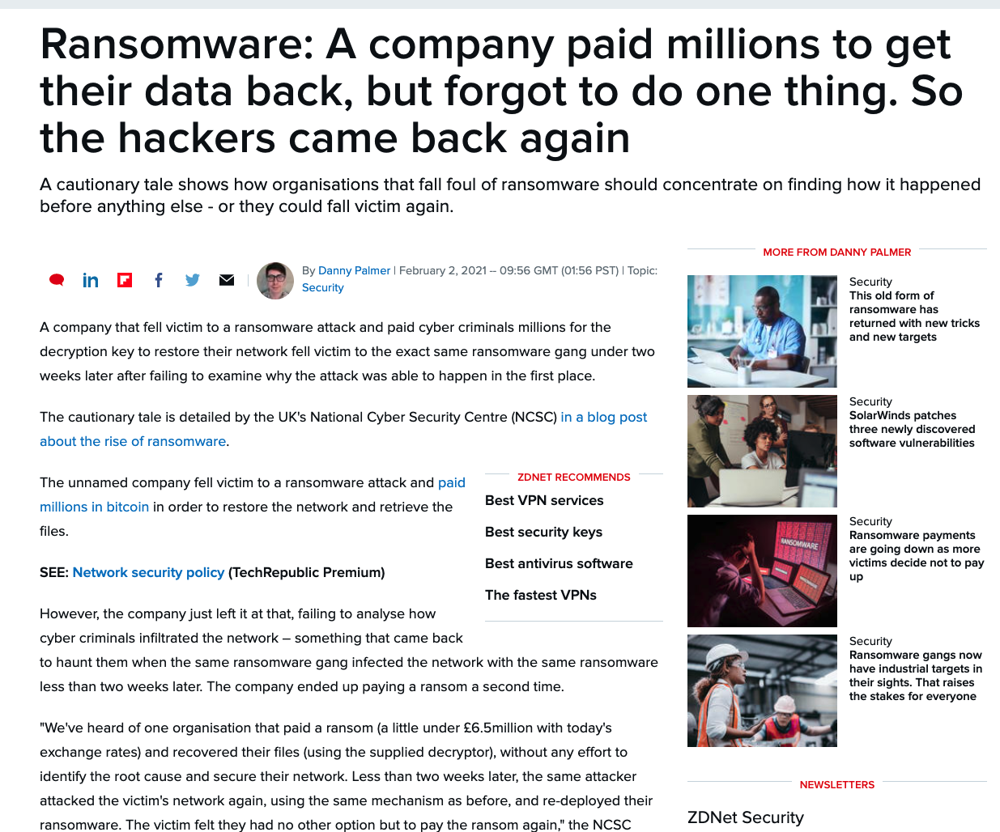 Ransomware: A company paid millions to get
their data back, but forgot to do one thing. So
the hackers came back again
A cautionary tale shows how organisations that fall foul of ransomware should concentrate on finding how it happened
before anything else - or they could fall victim again.
By Danny Palmer | February 2, 2021 -- 09:56 GMT (01:56 PST) | Topic:
Security
A company that fell victim to a ransomware attack and paid cyber criminals millions for the
decryption key to restore their network fell victim to the exact same ransomware gang under two
weeks later after failing to examine why the attack was able to happen in the first place.
The cautionary tale is detailed by the UK's National Cyber Security Centre (NCSC) in a blog post
about the rise of ransomware.
The unnamed company fell victim to a ransomware attack and paid
millions in bitcoin in order to restore the network and retrieve the
files.
SEE: Network security policy (TechRepublic Premium)
ZDNET RECOMMENDS
Best VPN services
Best security keys
Best antivirus software
The fastest VPNs
However, the company just left it at that, failing to analyse how
cyber criminals infiltrated the network – something that came back
to haunt them when the same ransomware gang infected the network with the same ransomware
less than two weeks later. The company ended up paying a ransom a second time.
"We've heard of one organisation that paid a ransom (a little under £6.5million with today's
exchange rates) and recovered their files (using the supplied decryptor), without any effort to
identify the root cause and secure their network. Less than two weeks later, the same attacker
attacked the victim's network again, using the same mechanism as before, and re-deployed their
ransomware. The victim felt they had no other option but to pay the ransom again," the NCSC
MORE FROM DANNY PALMER
Security
This old form of
ransomware has
returned with new tricks
and new targets
Security
SolarWinds patches
three newly discovered
software vulnerabilities
RANSOMWARE
Security
Ransomware payments
are going down as more
victims decide not to pay
up
Security
Ransomware gangs now
have industrial targets in
their sights. That raises
the stakes for everyone
NEWSLETTERS
ZDNet Security